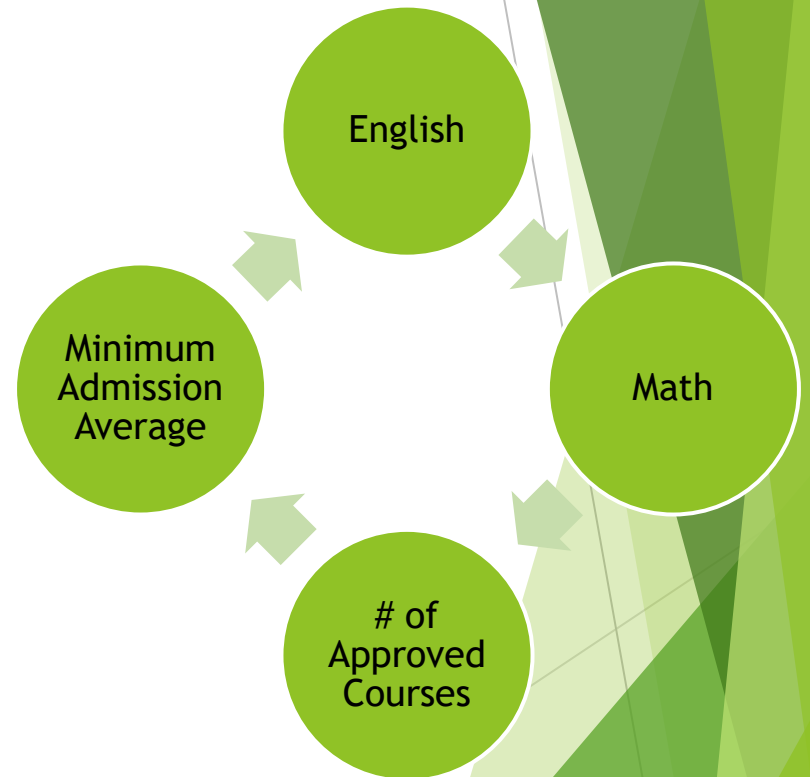 English
Math
# of
Approved
Courses
Minimum
Admission
Average